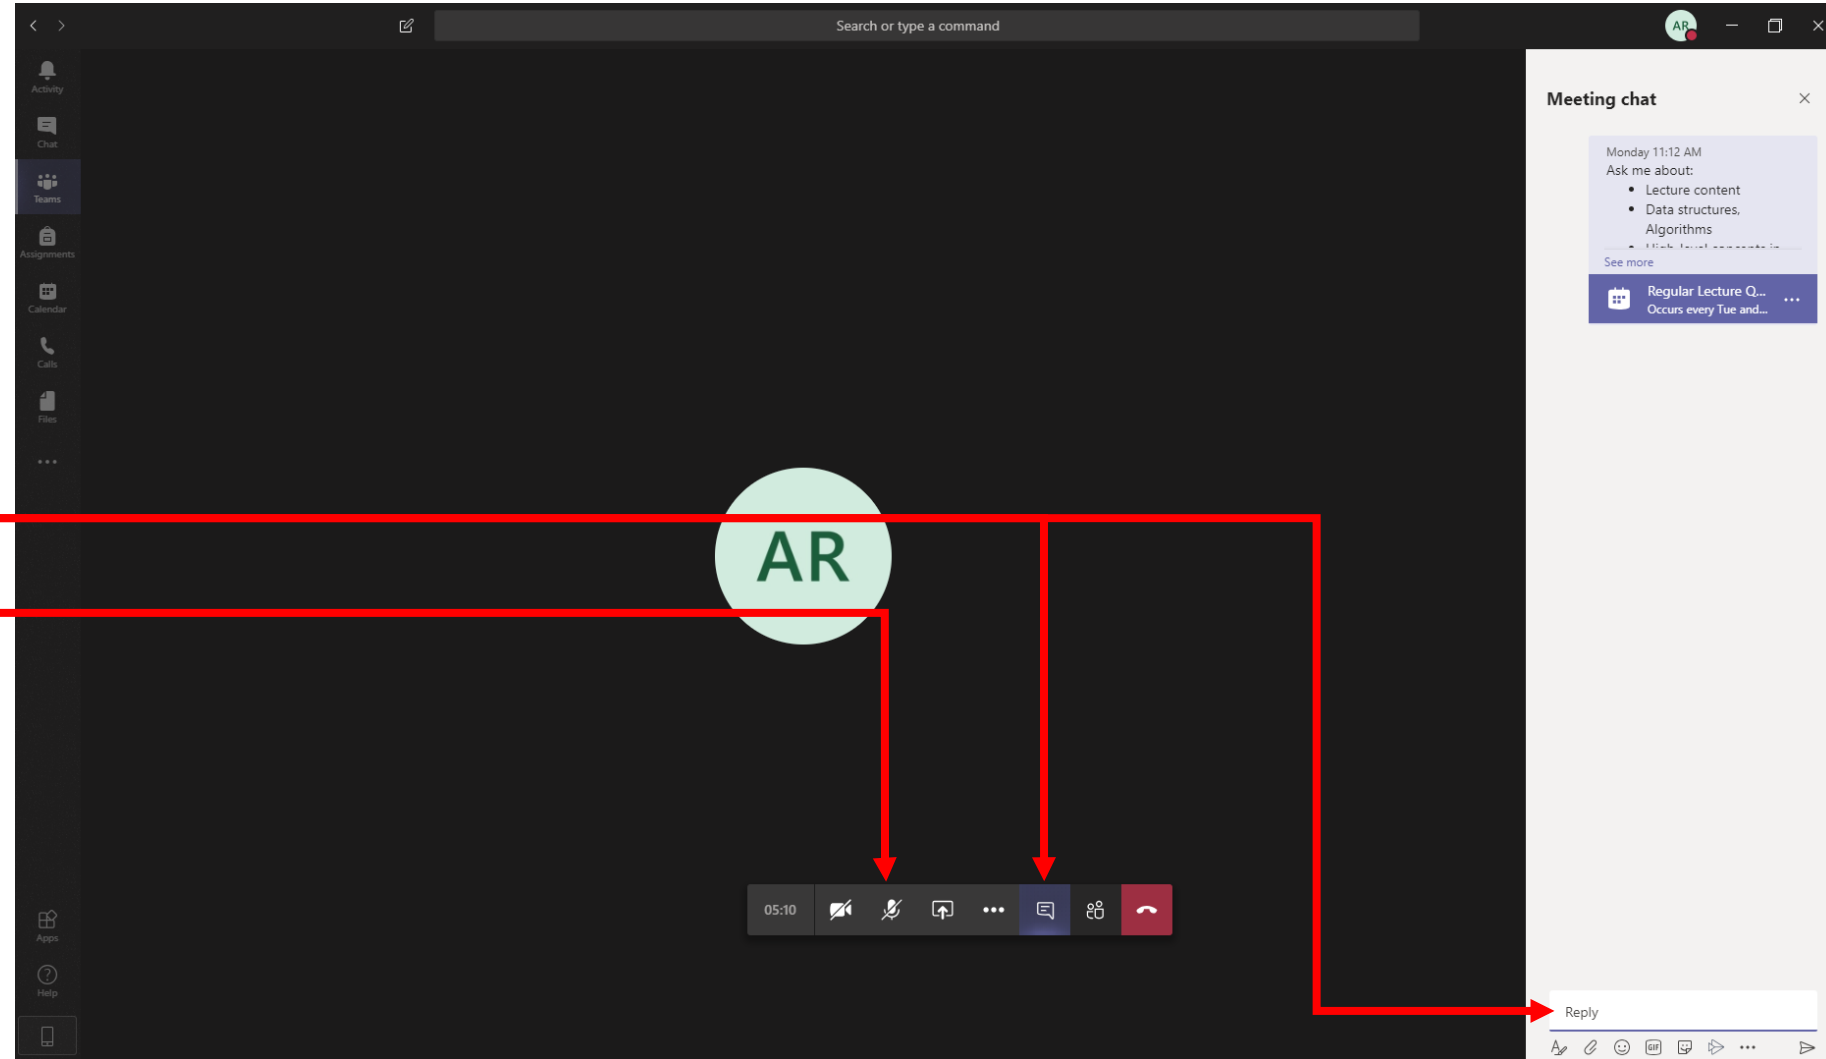 Search or type a command
AR
Activity
Chat
Teams
Assignments
Calendar
Calls
Files
Apps
Help
AR
05:10
Meeting chat
Monday 11:12 AM
Ask me about:
• Lecture content
• Data structures,
Algorithms
See more
Regular Lecture Q...
Occurs every Tue and...
Reply
GIF